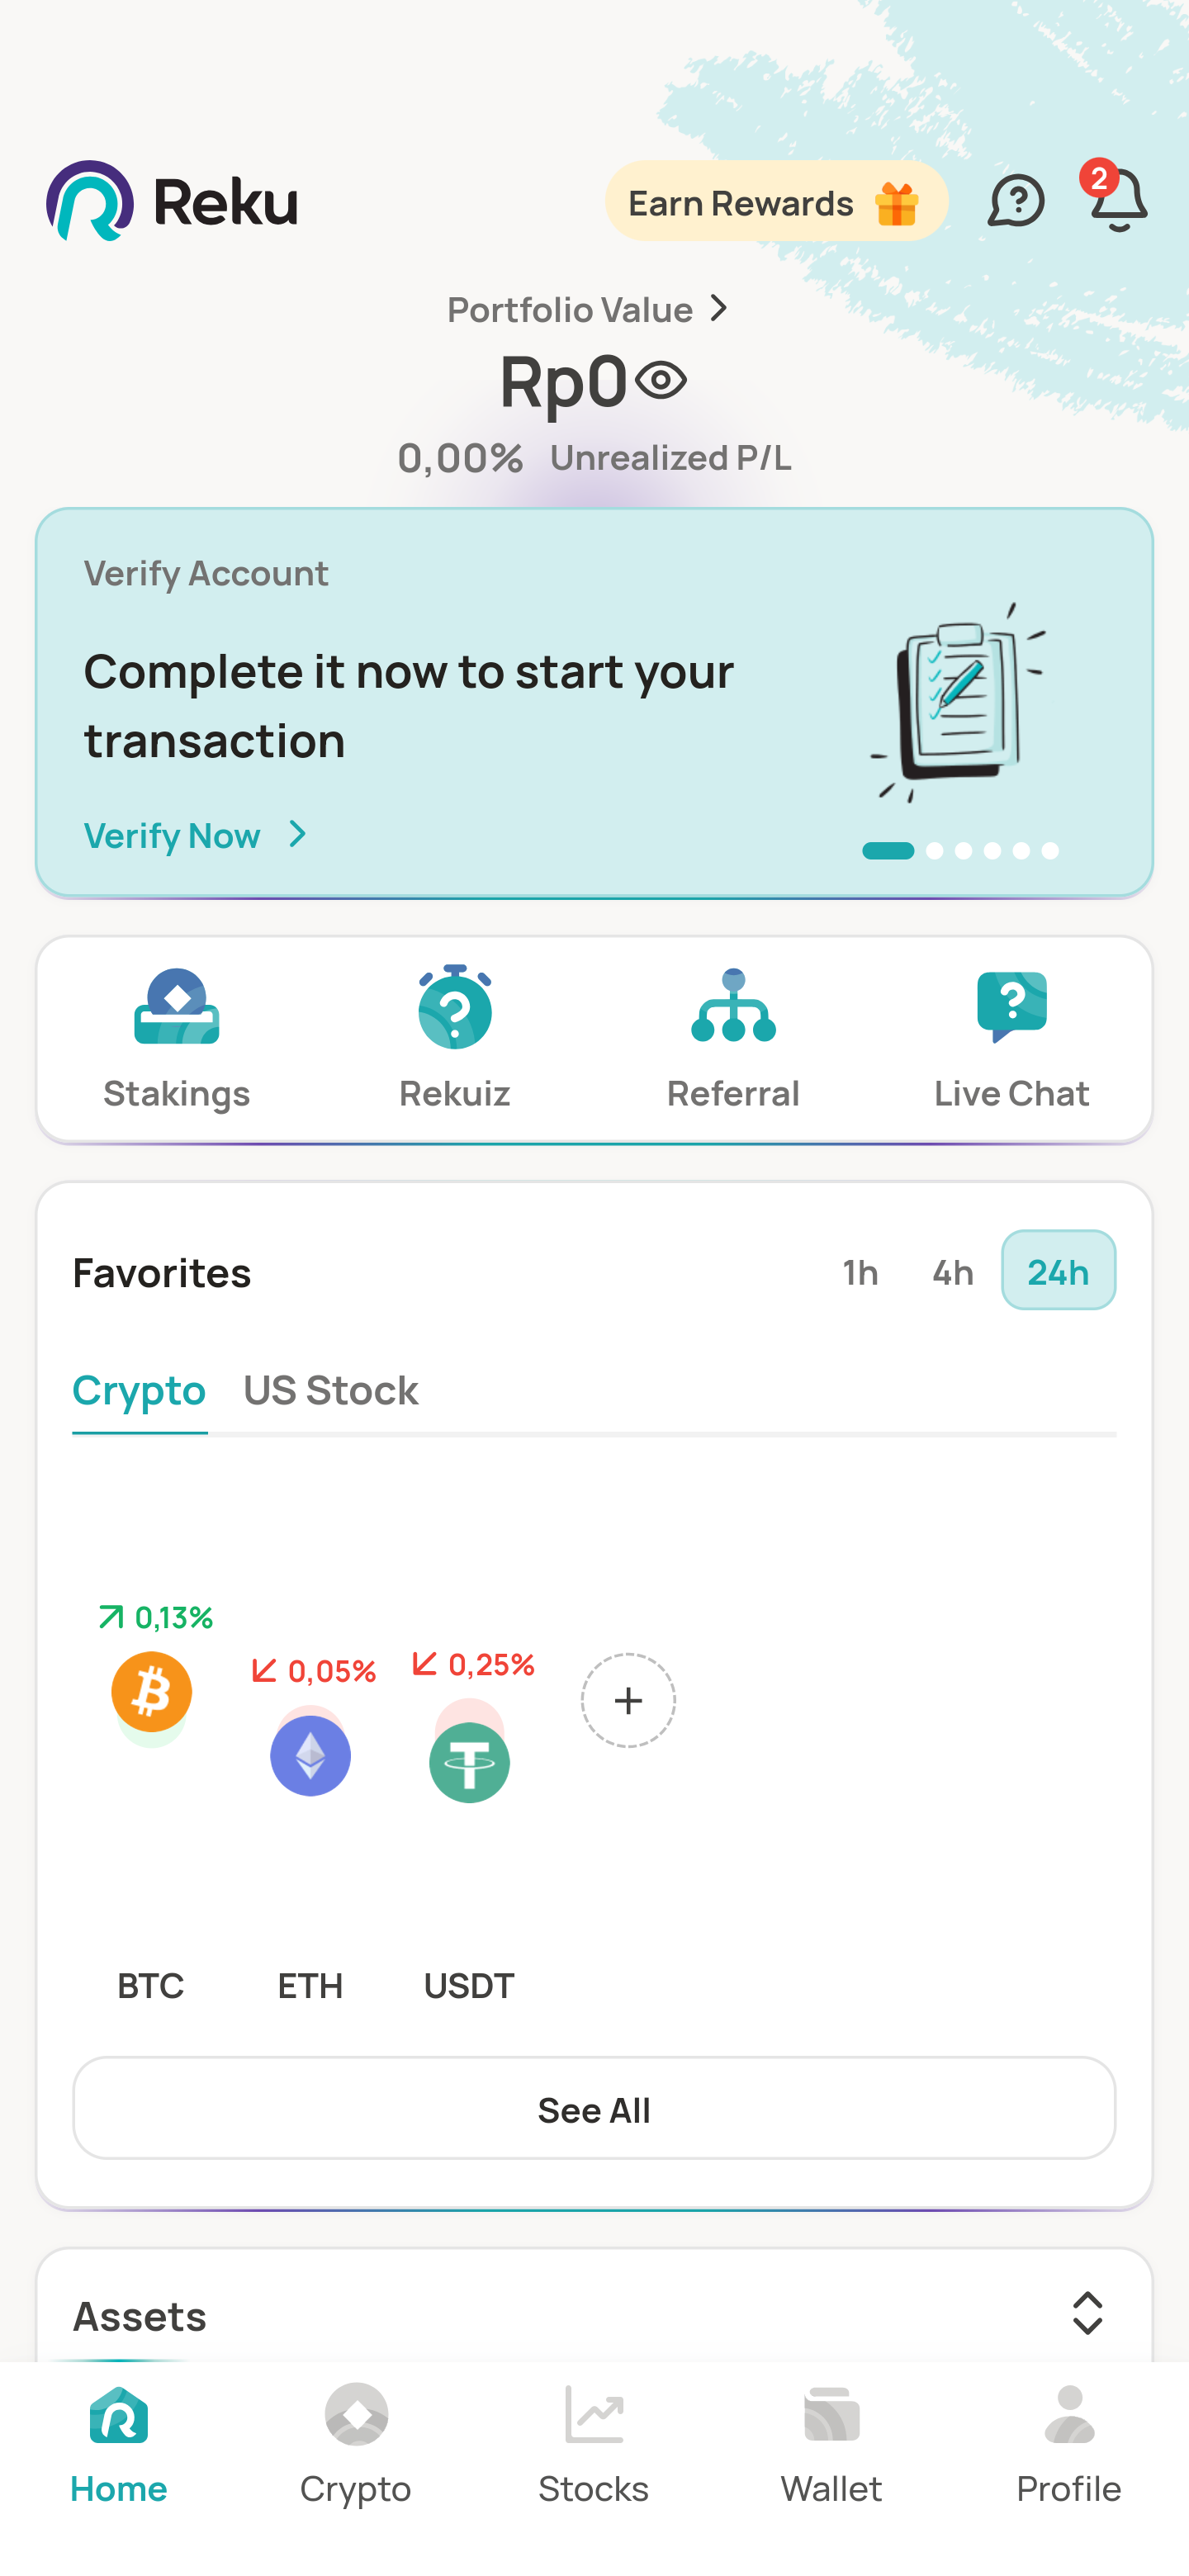 Reku
Earn Rewards
2
Portfolio Value
Rp0
0,00% Unrealized P/L
Verify Account
Complete it now to start your
transaction
Verify Now
Stakings Rekuiz Referral Live Chat
Favorites 1h 4h 24h
Crypto US Stock
0,13%
0,05% 0,25%
BTC ETH USDT
See All
Assets
Home Crypto Stocks Wallet Profile